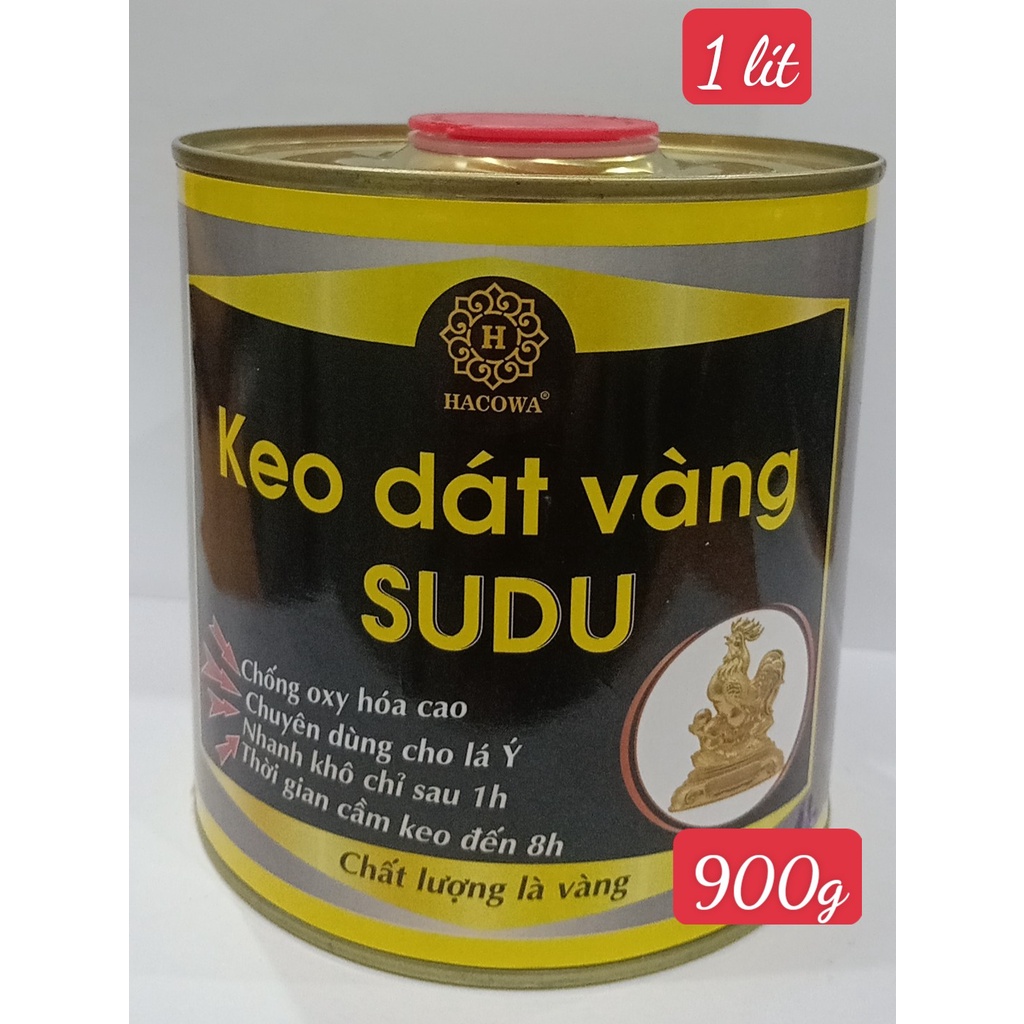 1 lít
H
HACOWA®
Keo dát vàng
SUDU
Chống oxy hóa cao
Chuyên dùng cho lá Ý
Nhanh khô chỉ sau 1h
Thời gian cầm keo đến 8h
Chất lượng là vàng
900g